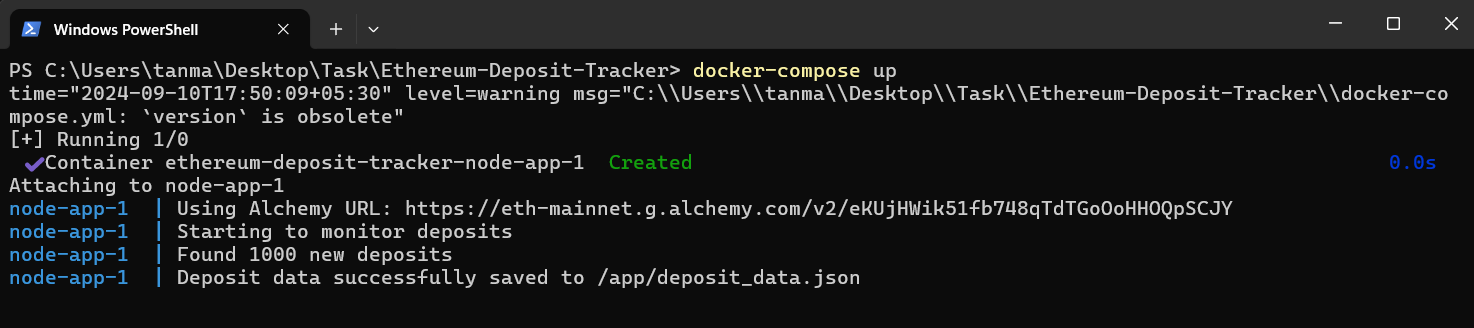 Windows PowerShell
PS C:\Users\tanma\Desktop\Task\Ethereum-Deposit-Tracker> docker-compose up
time="2024-09-10T17:50:09+05:30" level=warning msg="C:\\Users\\tanma\\Desktop\\Task\\Ethereum-Deposit-Tracker\\docker-co
mpose.yml: `version` is obsolete"
[+] Running 1/0
✔Container ethereum-deposit-tracker-node-app-1  Created 0.0s
Attaching to node-app-1
node-app-1  | Using Alchemy URL: https://eth-mainnet.g.alchemy.com/v2/eKUjHWik51fb748qTdTGoOoHHOQpSCJY
node-app-1  | Starting to monitor deposits
node-app-1  | Found 1000 new deposits
node-app-1  | Deposit data successfully saved to /app/deposit_data.json